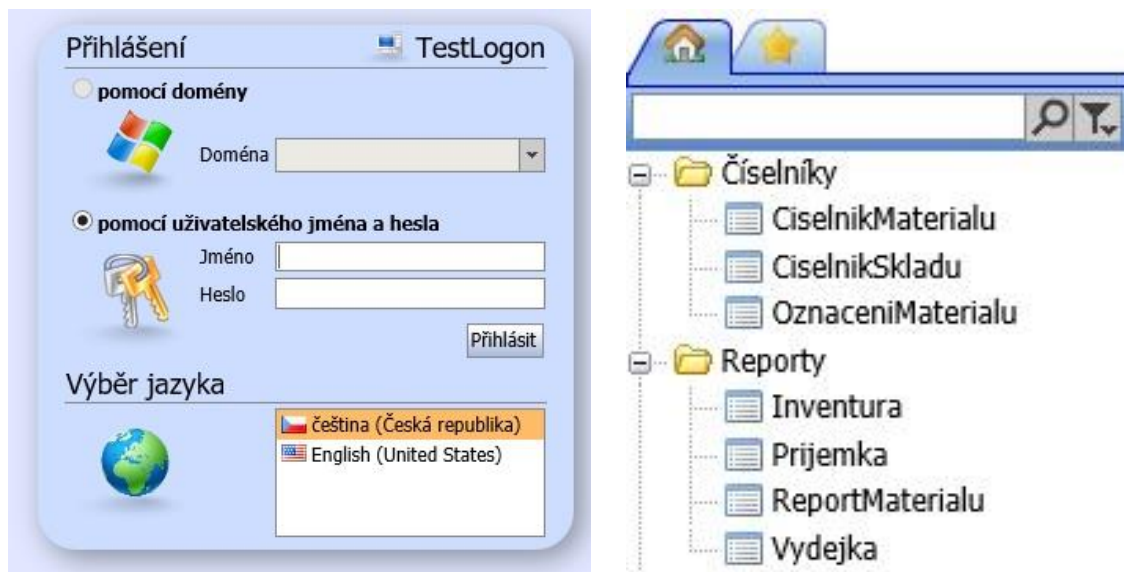 Přihlášení
TestLogon
pomocí domény
Doména
pomocí uživatelského jména a hesla
Jméno
Heslo
Přihlásit
Výběr jazyka
čeština (Česká republika)
English (United States)
Číselníky
CiselnikMaterialu
CiselnikSkladu
OznaceniMaterialu
Reporty
Inventura
Prijemka
ReportMaterialu
Vydejka